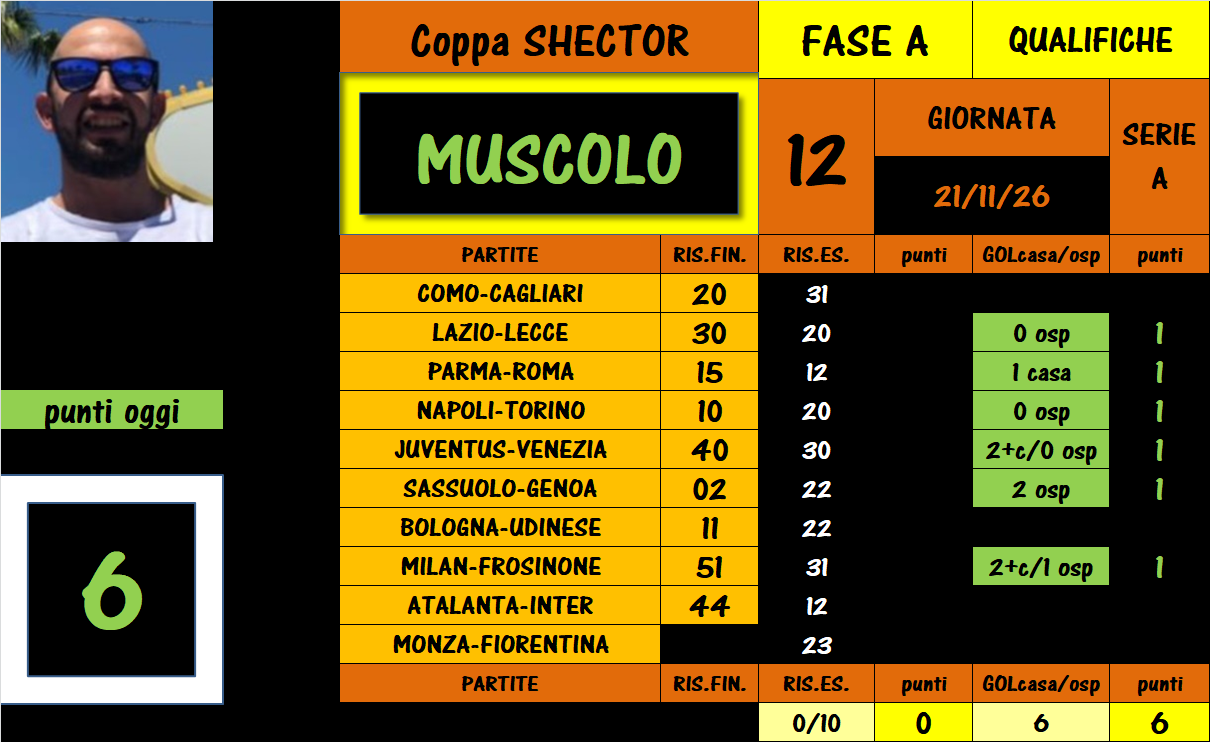 Coppa SHECTOR FASE A QUALIFICHE
MUSCOLO 12 GIORNATA SERIE A
21/11/26
PARTITE RIS.FIN. RIS.ES. punti GOLcasa/osp punti
COMO-CAGLIARI 20 31
LAZIO-LECCE 30 20 0 osp 1
PARMA-ROMA 15 12 1 casa 1
punti oggi
NAPOLI-TORINO 10 20 0 osp 1
JUVENTUS-VENEZIA 40 30 2+c/0 osp 1
SASSUOLO-GENOA 02 22 2 osp 1
BOLOGNA-UDINESE 11 22
6
MILAN-FROSINONE 51 31 2+c/1 osp 1
ATALANTA-INTER 44 12
MONZA-FIORENTINA 23
PARTITE RIS.FIN. RIS.ES. punti GOLcasa/osp punti
0/10 0 6 6